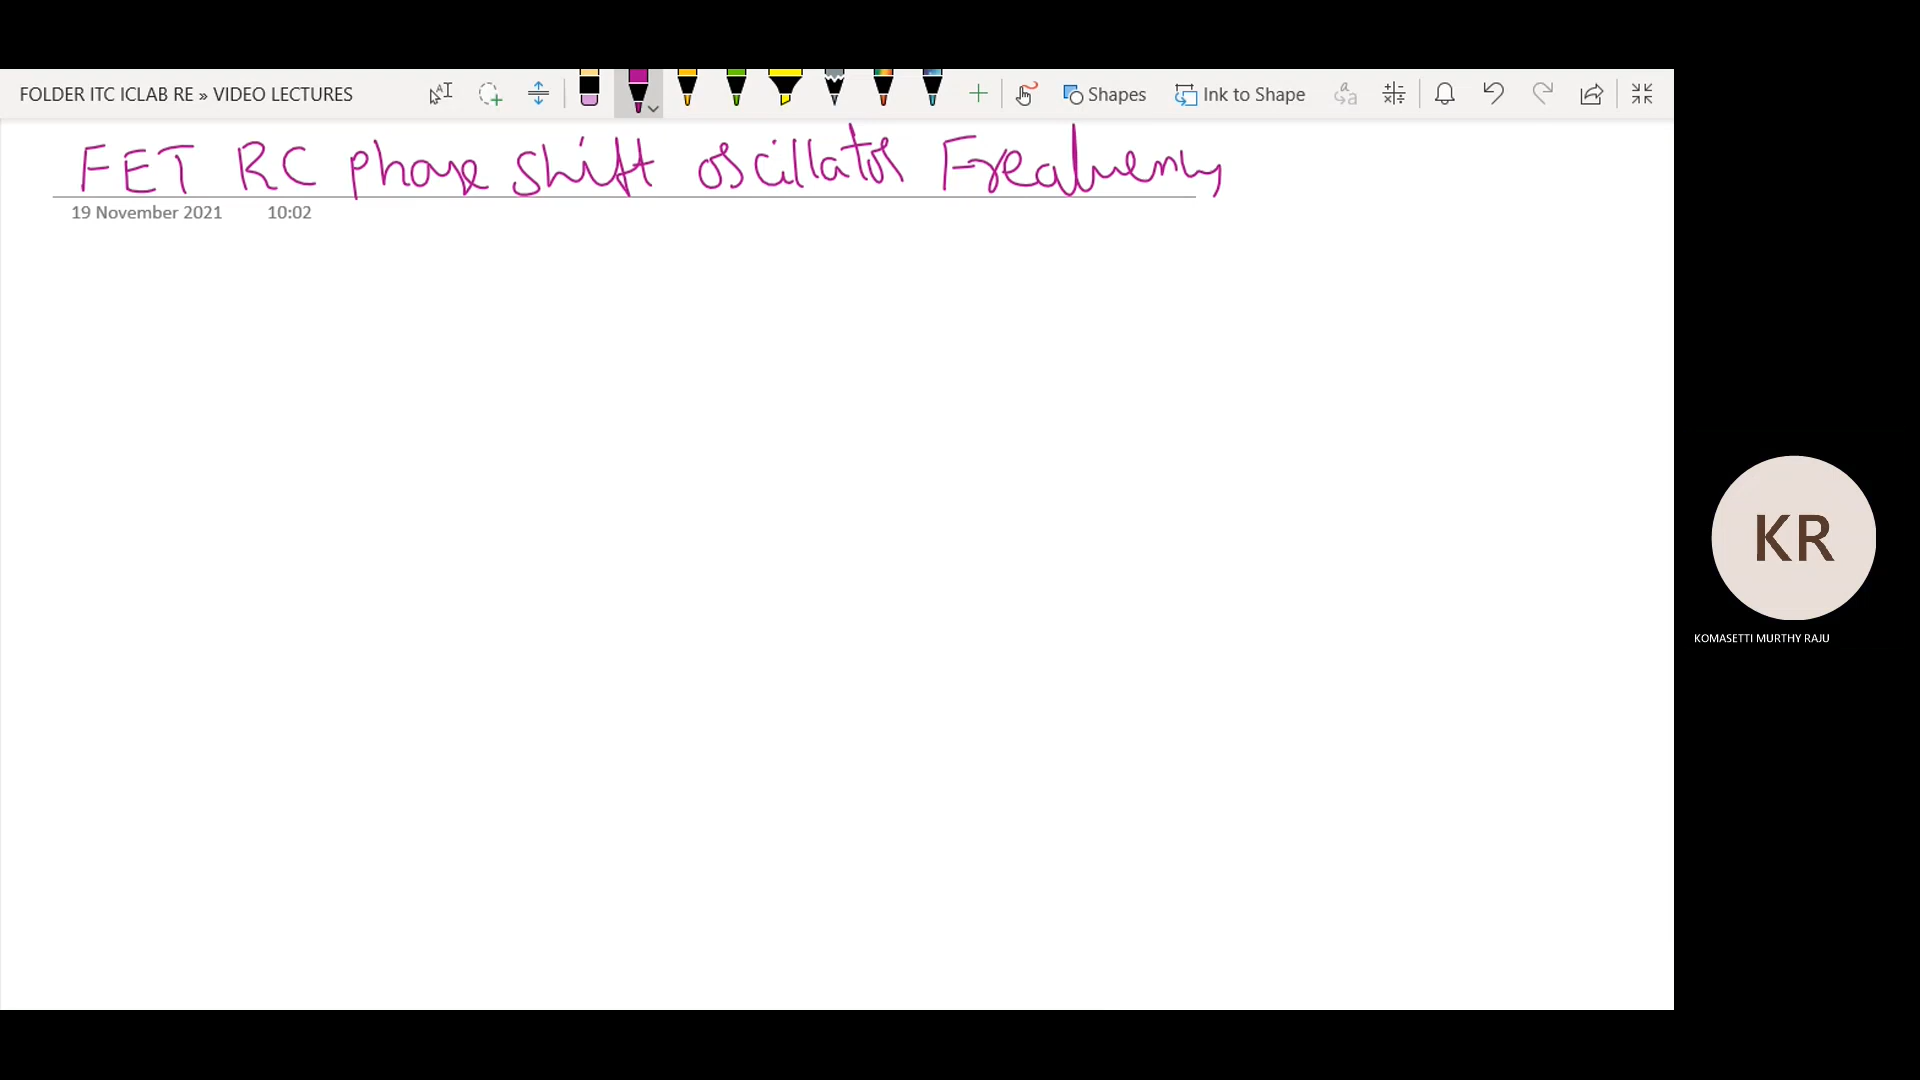 FOLDER ITC ICLAB RE » VIDEO LECTURES
Shapes
Ink to Shape
FET RC phase shift oscillator Frequency
19 November 2021 10:02
KR
KOMASETTI MURTHY RAJU